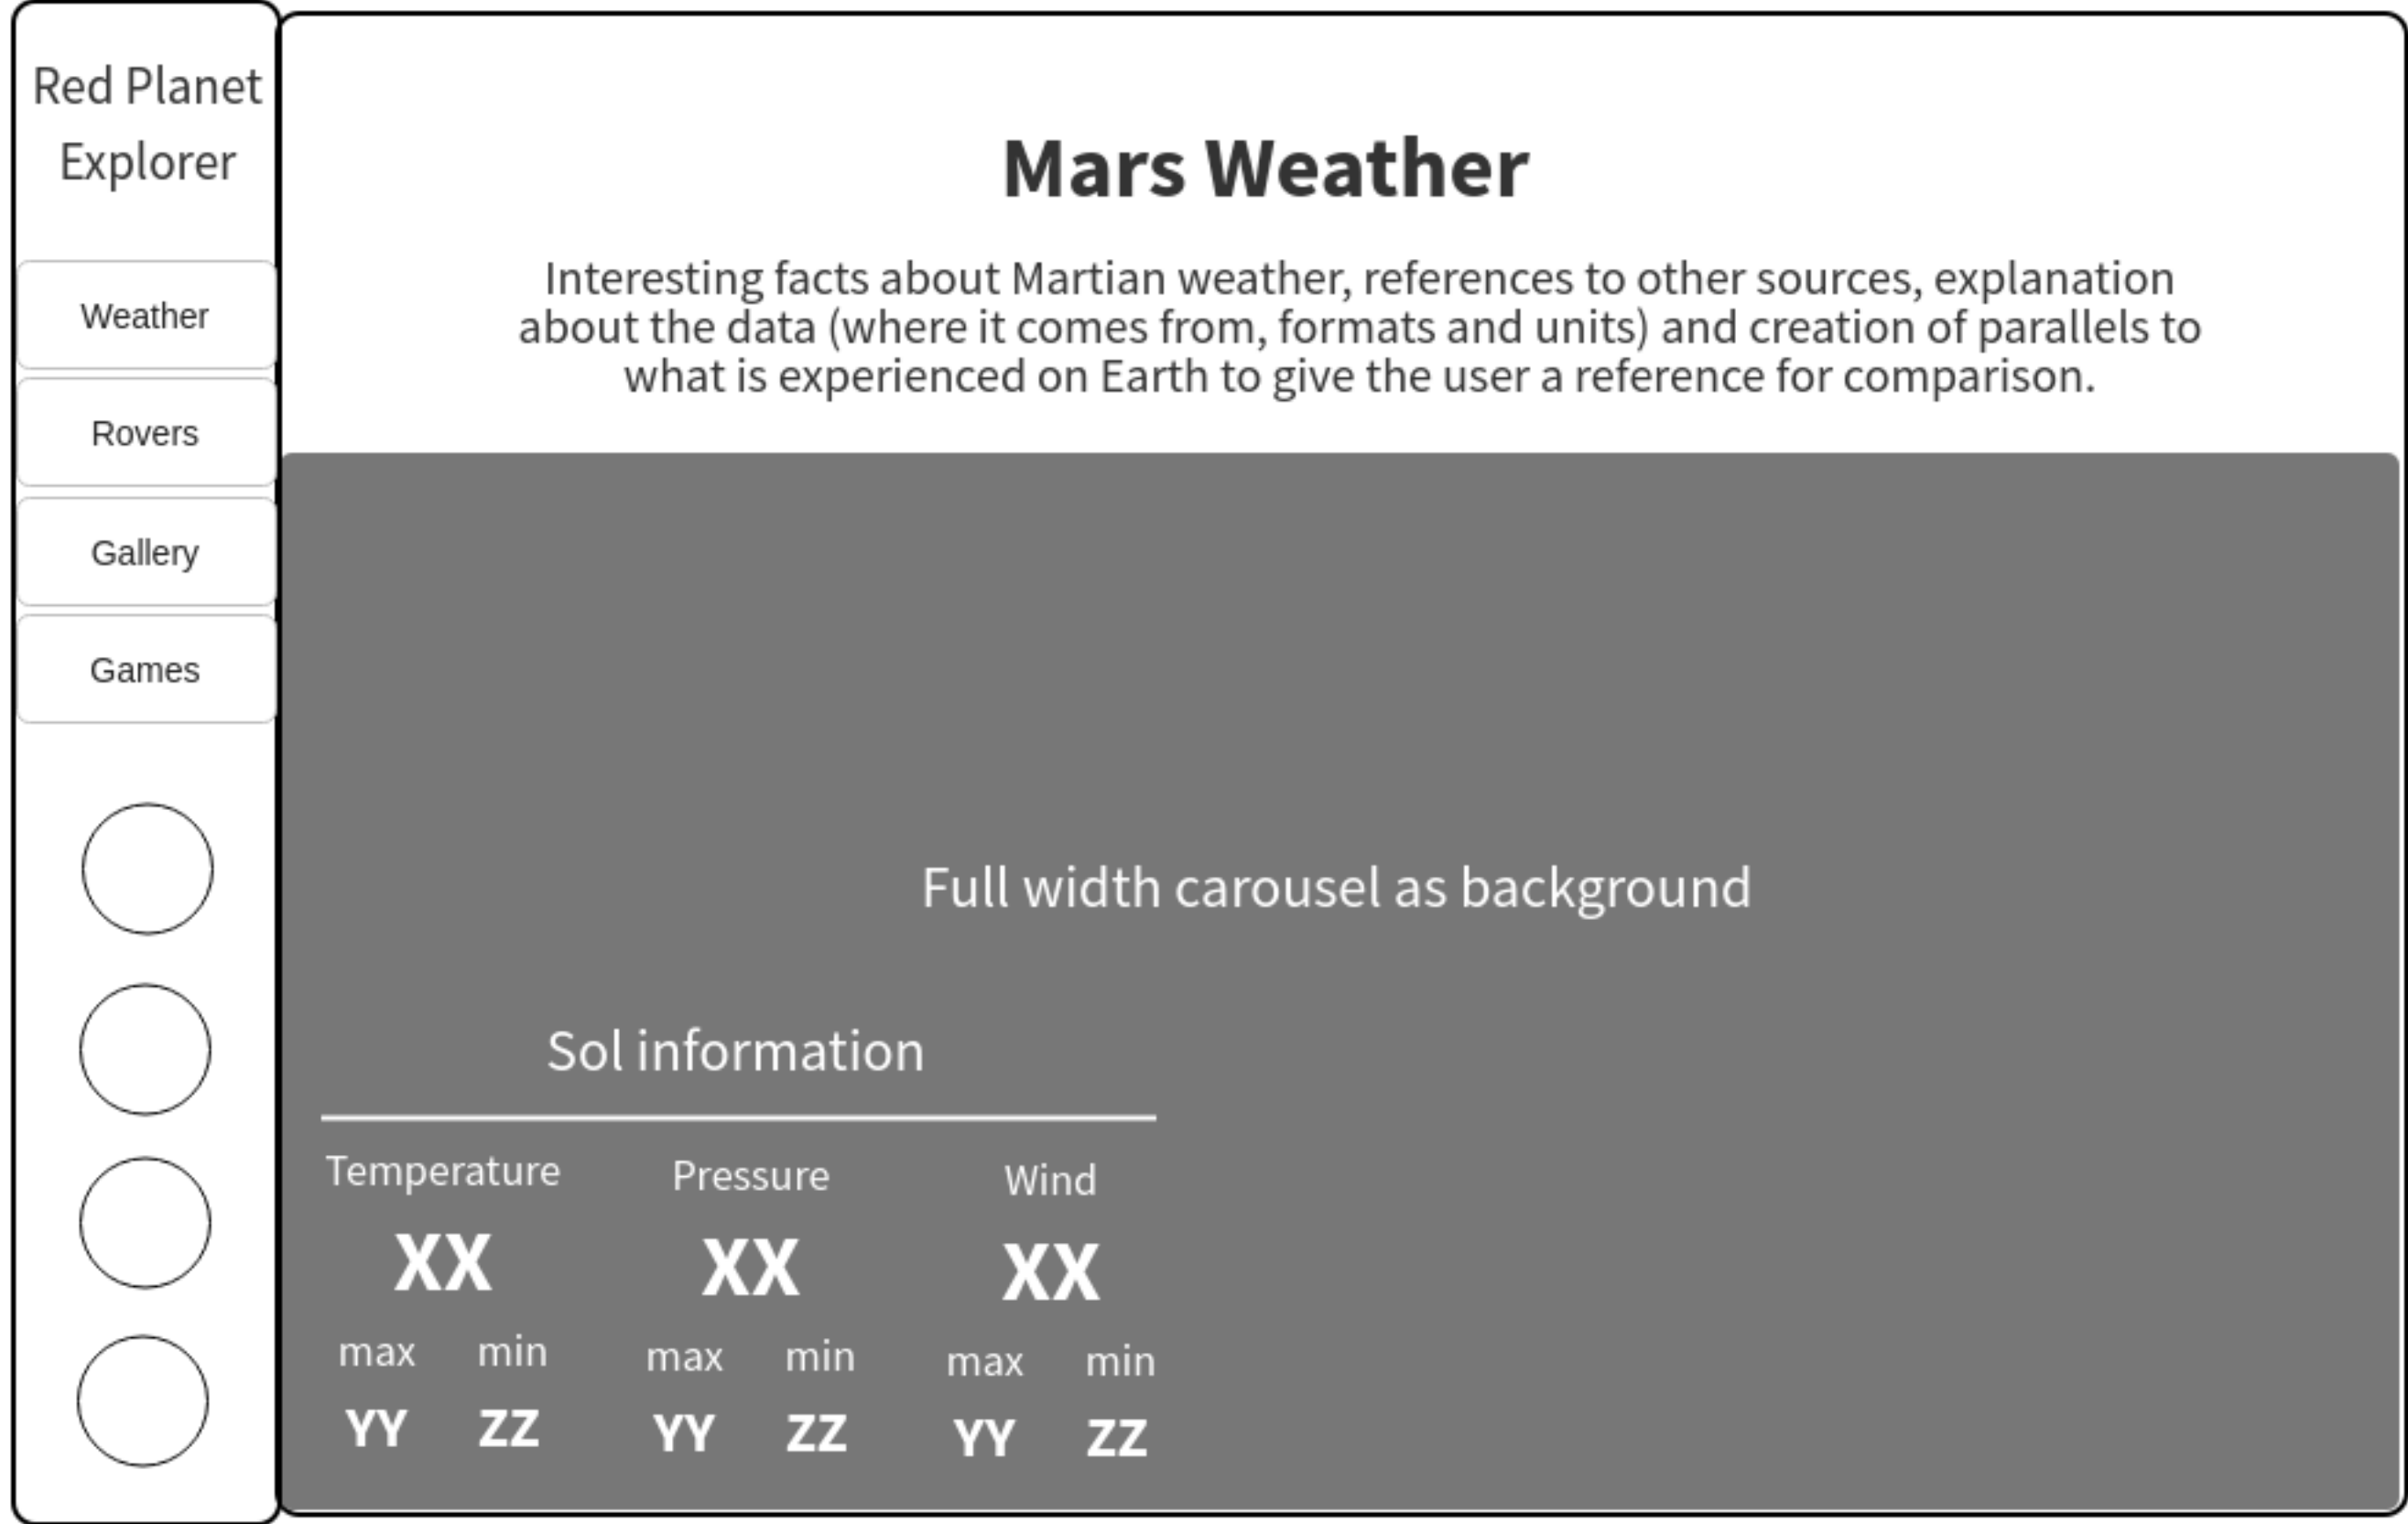 Red Planet
Explorer
Weather
Rovers
Gallery
Games
Mars Weather
Interesting facts about Martian weather, references to other sources, explanation
about the data (where it comes from, formats and units) and creation of parallels to
what is experienced on Earth to give the user a reference for comparison.
Full width carousel as background
Sol information
Temperature Pressure Wind
XX XX XX
max min max min max min
YY ZZ YY ZZ YY ZZ